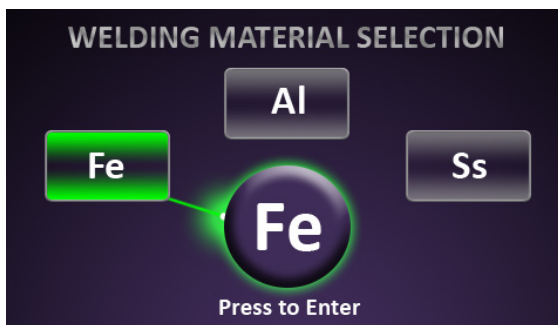 WELDING MATERIAL SELECTION
Al
Fe
Ss
Fe
Press to Enter